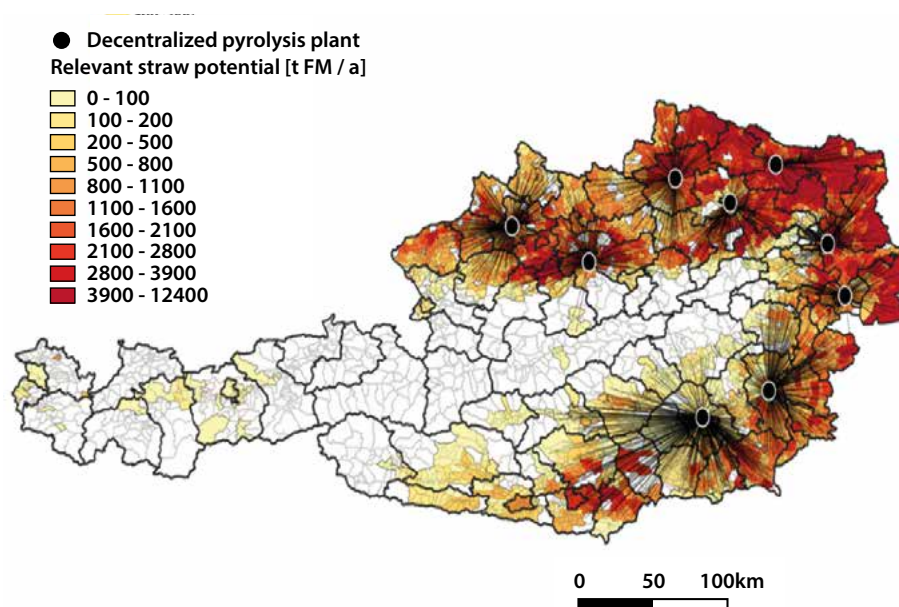 Decentralized pyrolysis plant
Relevant straw potential [t FM / a]
0 - 100
100 - 200
200 - 500
500 - 800
800 - 1100
1100 - 1600
1600 - 2100
2100 - 2800
2800 - 3900
3900 - 12400
0 50 100km